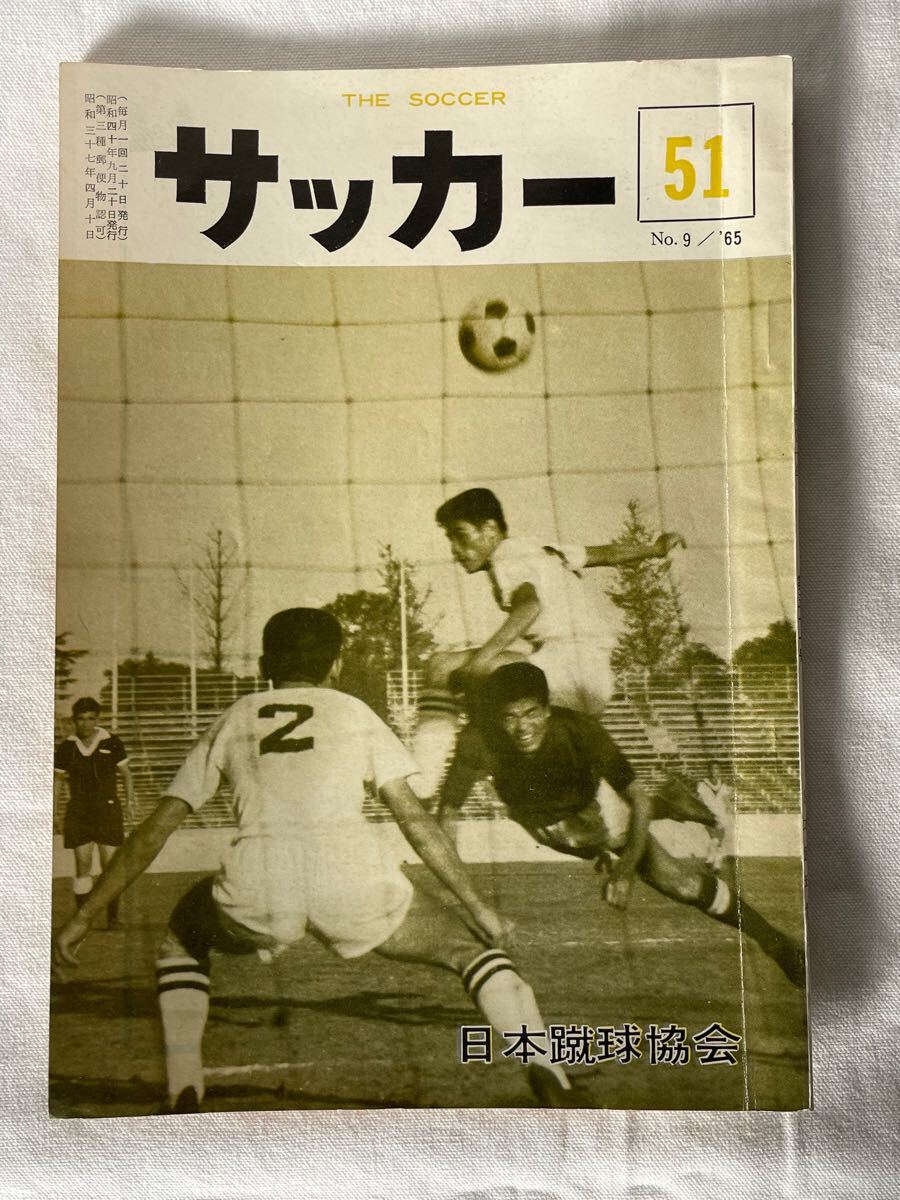 THE SOCCER
サッカー
51
No. 9 / '65
(毎月一回二十日発行)
昭和四十年九月二十日発行
(第三種郵便物認可)
昭和三十七年四月十日
2
日本蹴球協会